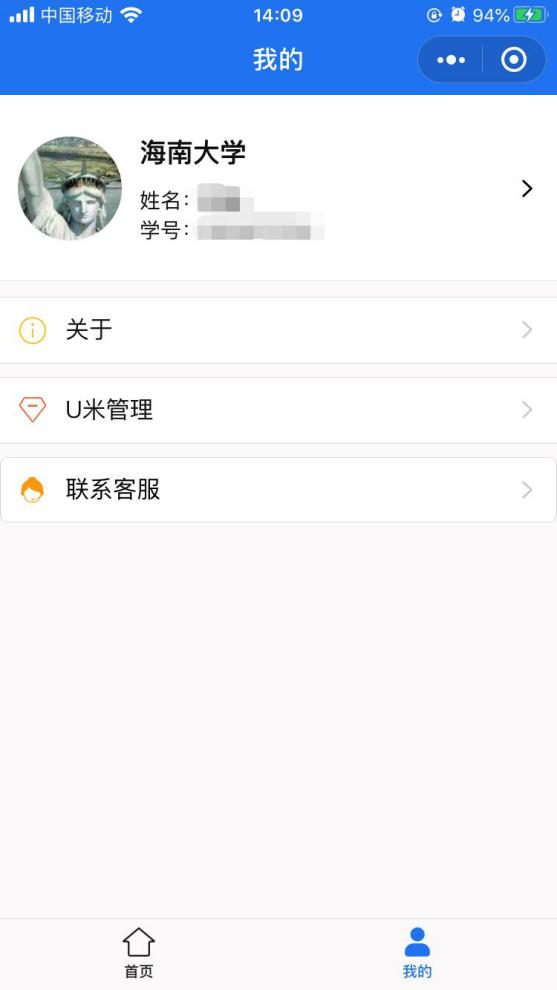 中国移动 14:09 94%
我的
海南大学
姓名：
学号：
关于
U米管理
联系客服
首页 我的